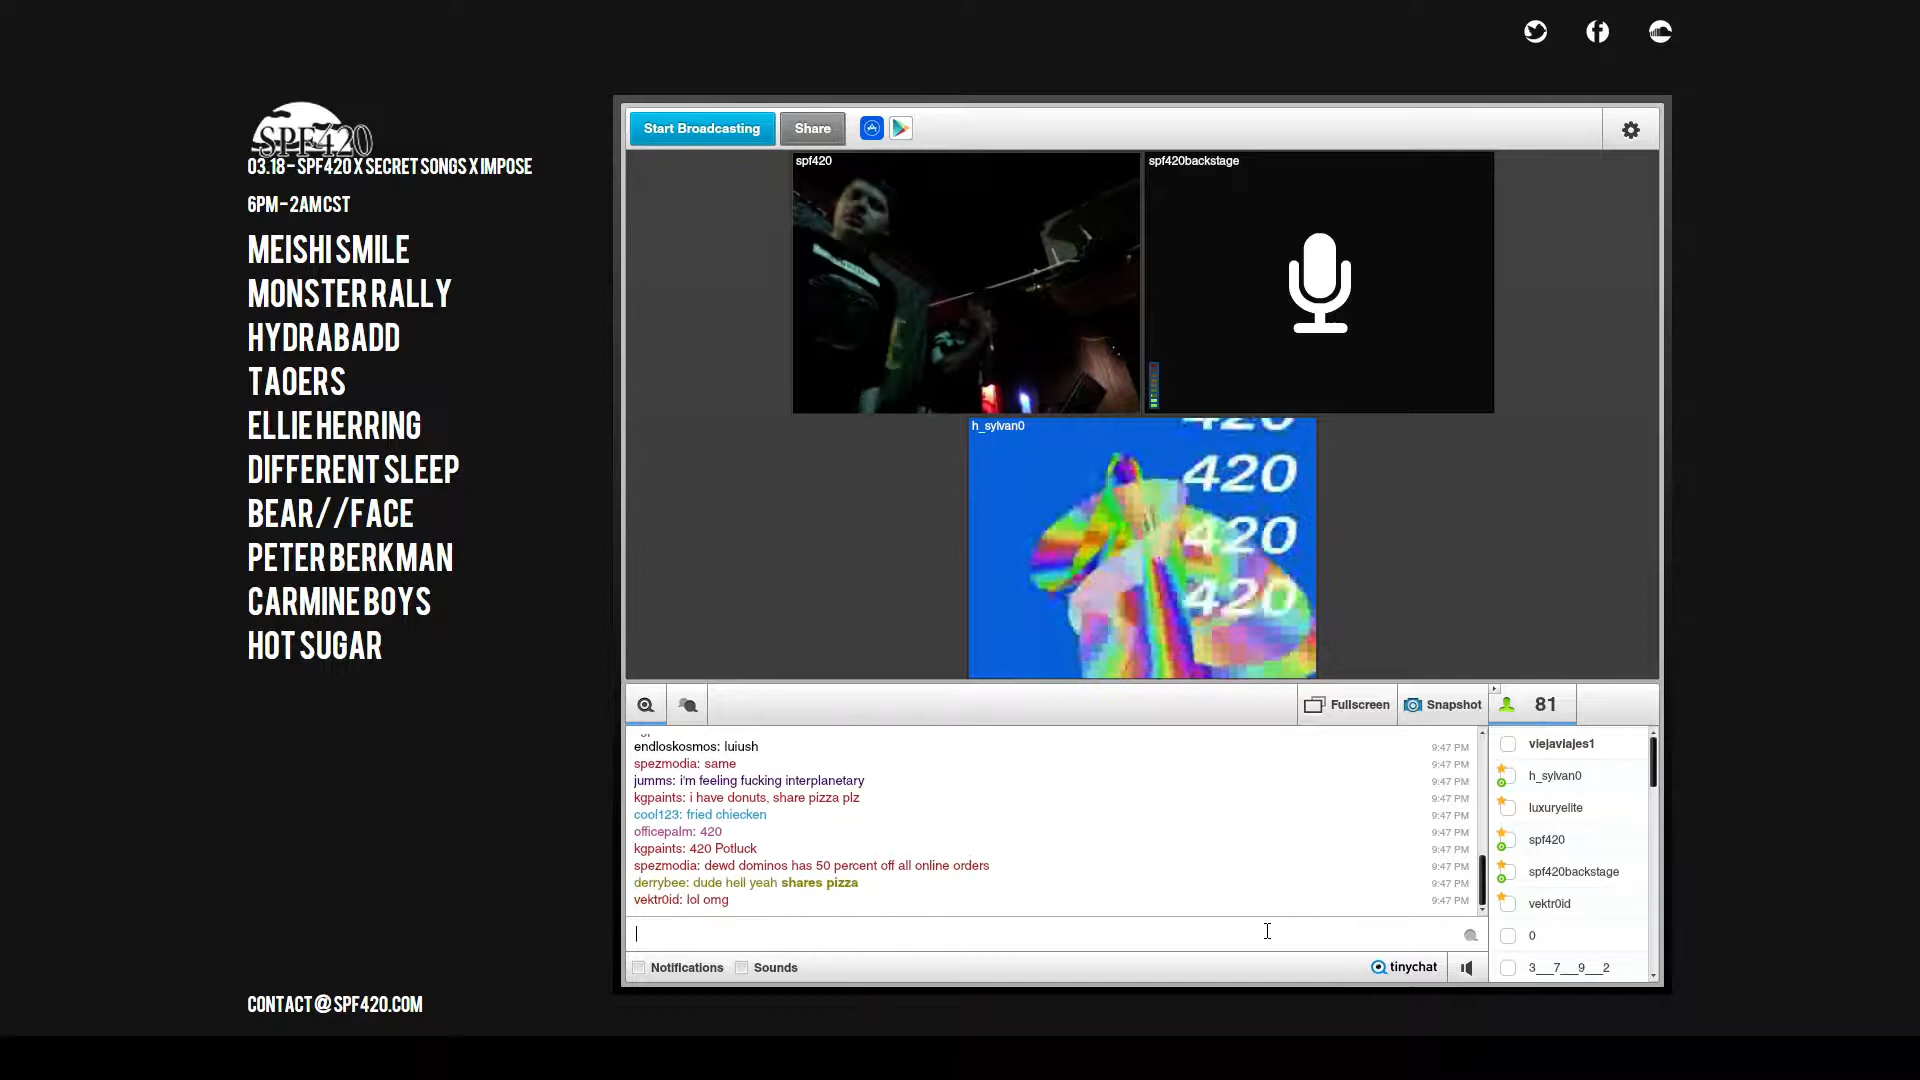 SPF420
03.18 - SPF420 X SECRET SONGS X IMPOSE
6PM - 2AM CST
MEISHI SMILE
MONSTER RALLY
HYDRABADD
TAOERS
ELLIE HERRING
DIFFERENT SLEEP
BEAR//FACE
PETER BERKMAN
CARMINE BOYS
HOT SUGAR
CONTACT@SPF420.COM
Start Broadcasting
Share
spf420
spf420backstage
h_sylvan0
420
420
420
420
Fullscreen
Snapshot
81
endloskosmos: luiush 9:47 PM
spezmodia: same 9:47 PM
jumms: i'm feeling fucking interplanetary 9:47 PM
kgpaints: i have donuts, share pizza plz 9:47 PM
cool123: fried chiecken 9:47 PM
officepalm: 420 9:47 PM
kgpaints: 420 Potluck 9:47 PM
spezmodia: dewd dominos has 50 percent off all online orders 9:47 PM
derrybee: dude hell yeah shares pizza 9:47 PM
vektr0id: lol omg 9:47 PM
Notifications
Sounds
tinychat
viejaviajes1
h_sylvan0
luxuryelite
spf420
spf420backstage
vektr0id
0
3__7__9__2